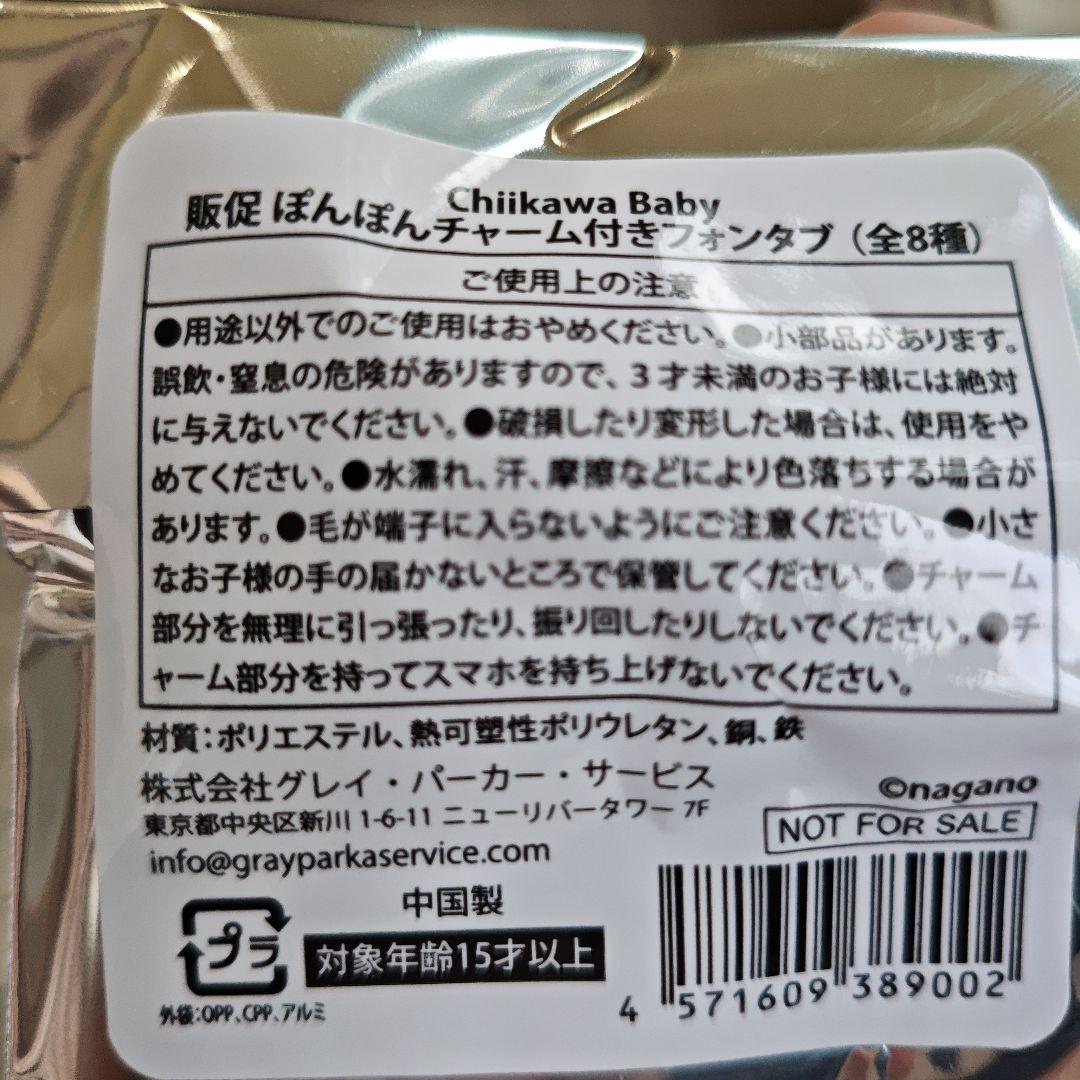 Chiikawa Baby
販促 ぽんぽんチャーム付きフォンタブ（全8種）
ご使用上の注意
●用途以外でのご使用はおやめください。●小部品があります。
誤飲・窒息の危険がありますので、3才未満のお子様には絶対
に与えないでください。●破損したり変形した場合は、使用をや
めてください。●水濡れ、汗、摩擦などにより色落ちする場合が
あります。●毛が端子に入らないようにご注意ください。●小さ
なお子様の手の届かないところで保管してください。●チャーム
部分を無理に引っ張ったり、振り回したりしないでください。●チ
ャーム部分を持ってスマホを持ち上げないでください。
材質：ポリエステル、熱可塑性ポリウレタン、銅、鉄
株式会社グレイ・パーカー・サービス
東京都中央区新川 1-6-11 ニューリバータワー 7F
info@grayparkaservice.com
©nagano
NOT FOR SALE
中国製
プラ
対象年齢15才以上
外袋：OPP、CPP、アルミ
4 571609 389002